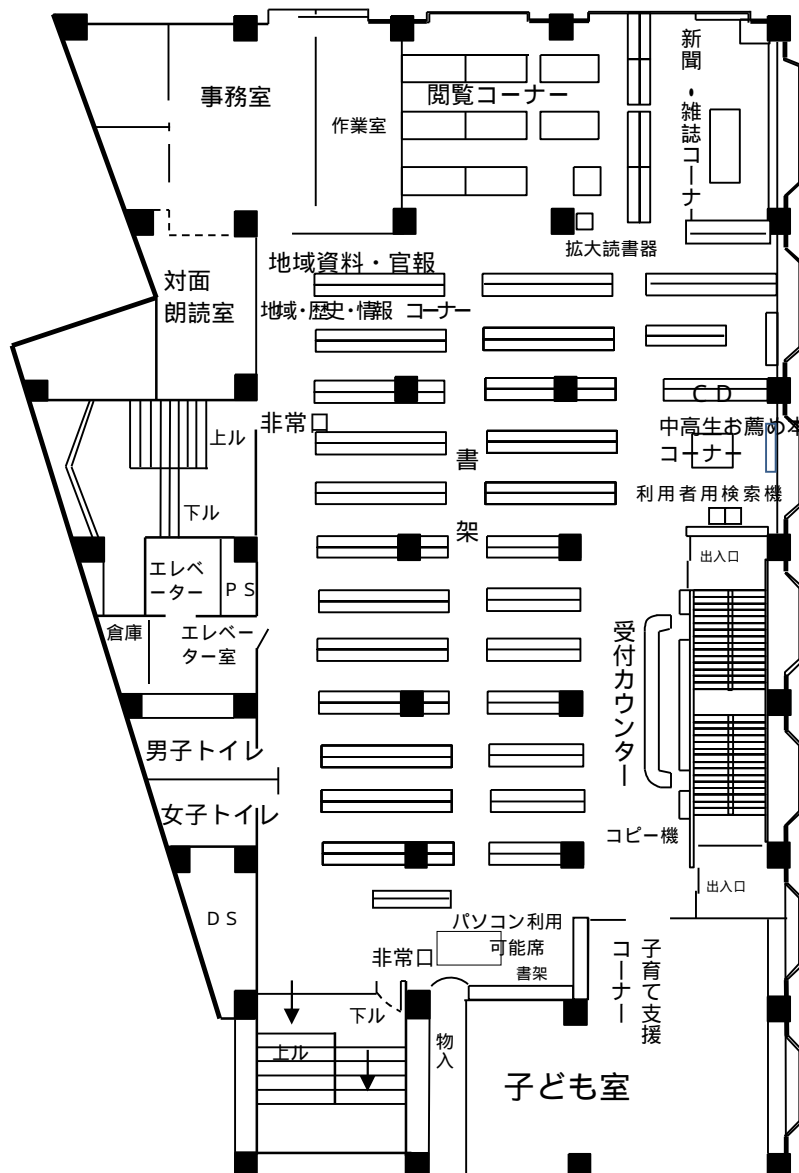 事務室
作業室
閲覧コーナー
新聞・雑誌コーナ
拡大読書器
対面
朗読室
地域資料・官報
地域・歴史・情報 コーナー
非常口
上ル
下ル
書架
ＣＤ
中高生お薦め本
コーナー
利用者用検索機
出入口
エレベ
ーター
ＰＳ
倉庫
エレベー
ター室
受付カウンター
男子トイレ
女子トイレ
コピー機
出入口
ＤＳ
パソコン利用
可能席
書架
非常口
下ル
上ル
物入
子育て支援
コーナー
子ども室